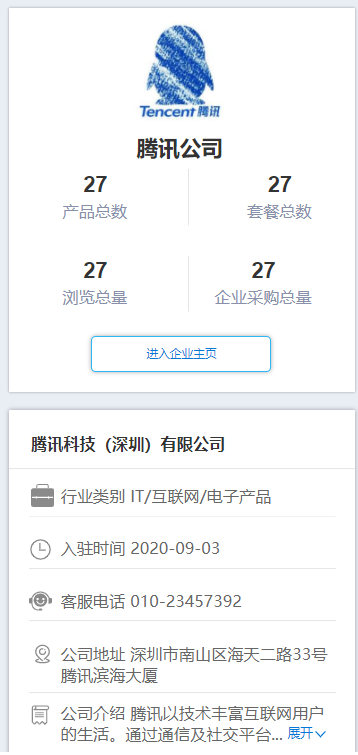 Tencent 腾讯
腾讯公司
27 27
产品总数 套餐总数
27 27
浏览总量 企业采购总量
进入企业主页
腾讯科技（深圳）有限公司
行业类别 IT/互联网/电子产品
入驻时间 2020-09-03
客服电话 010-23457392
公司地址 深圳市南山区海天二路33号
腾讯滨海大厦
公司介绍 腾讯以技术丰富互联网用户
的生活。通过通信及社交平台... 展开